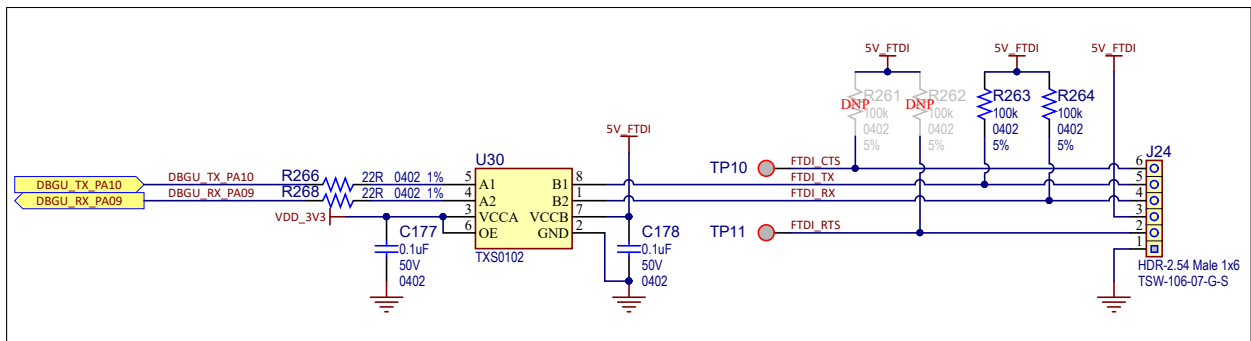 5V_FTDI
5V_FTDI
5V_FTDI
R261
DNP
100k
0402
5%
R262
DNP
100k
0402
5%
R263
100k
0402
5%
R264
100k
0402
5%
5V_FTDI
U30
TP10
FTDI_CTS
6
J24
DBGU_TX_PA10
DBGU_TX_PA10
R266
22R 0402 1%
5
A1
B1
8
FTDI_TX
5
DBGU_RX_PA09
DBGU_RX_PA09
R268
22R 0402 1%
4
A2
B2
1
FTDI_RX
4
VDD_3V3
3
VCCA
VCCB
7
3
6
OE
GND
2
TP11
FTDI_RTS
2
1
TXS0102
C177
0.1uF
50V
0402
C178
0.1uF
50V
0402
HDR-2.54 Male 1x6
TSW-106-07-G-S